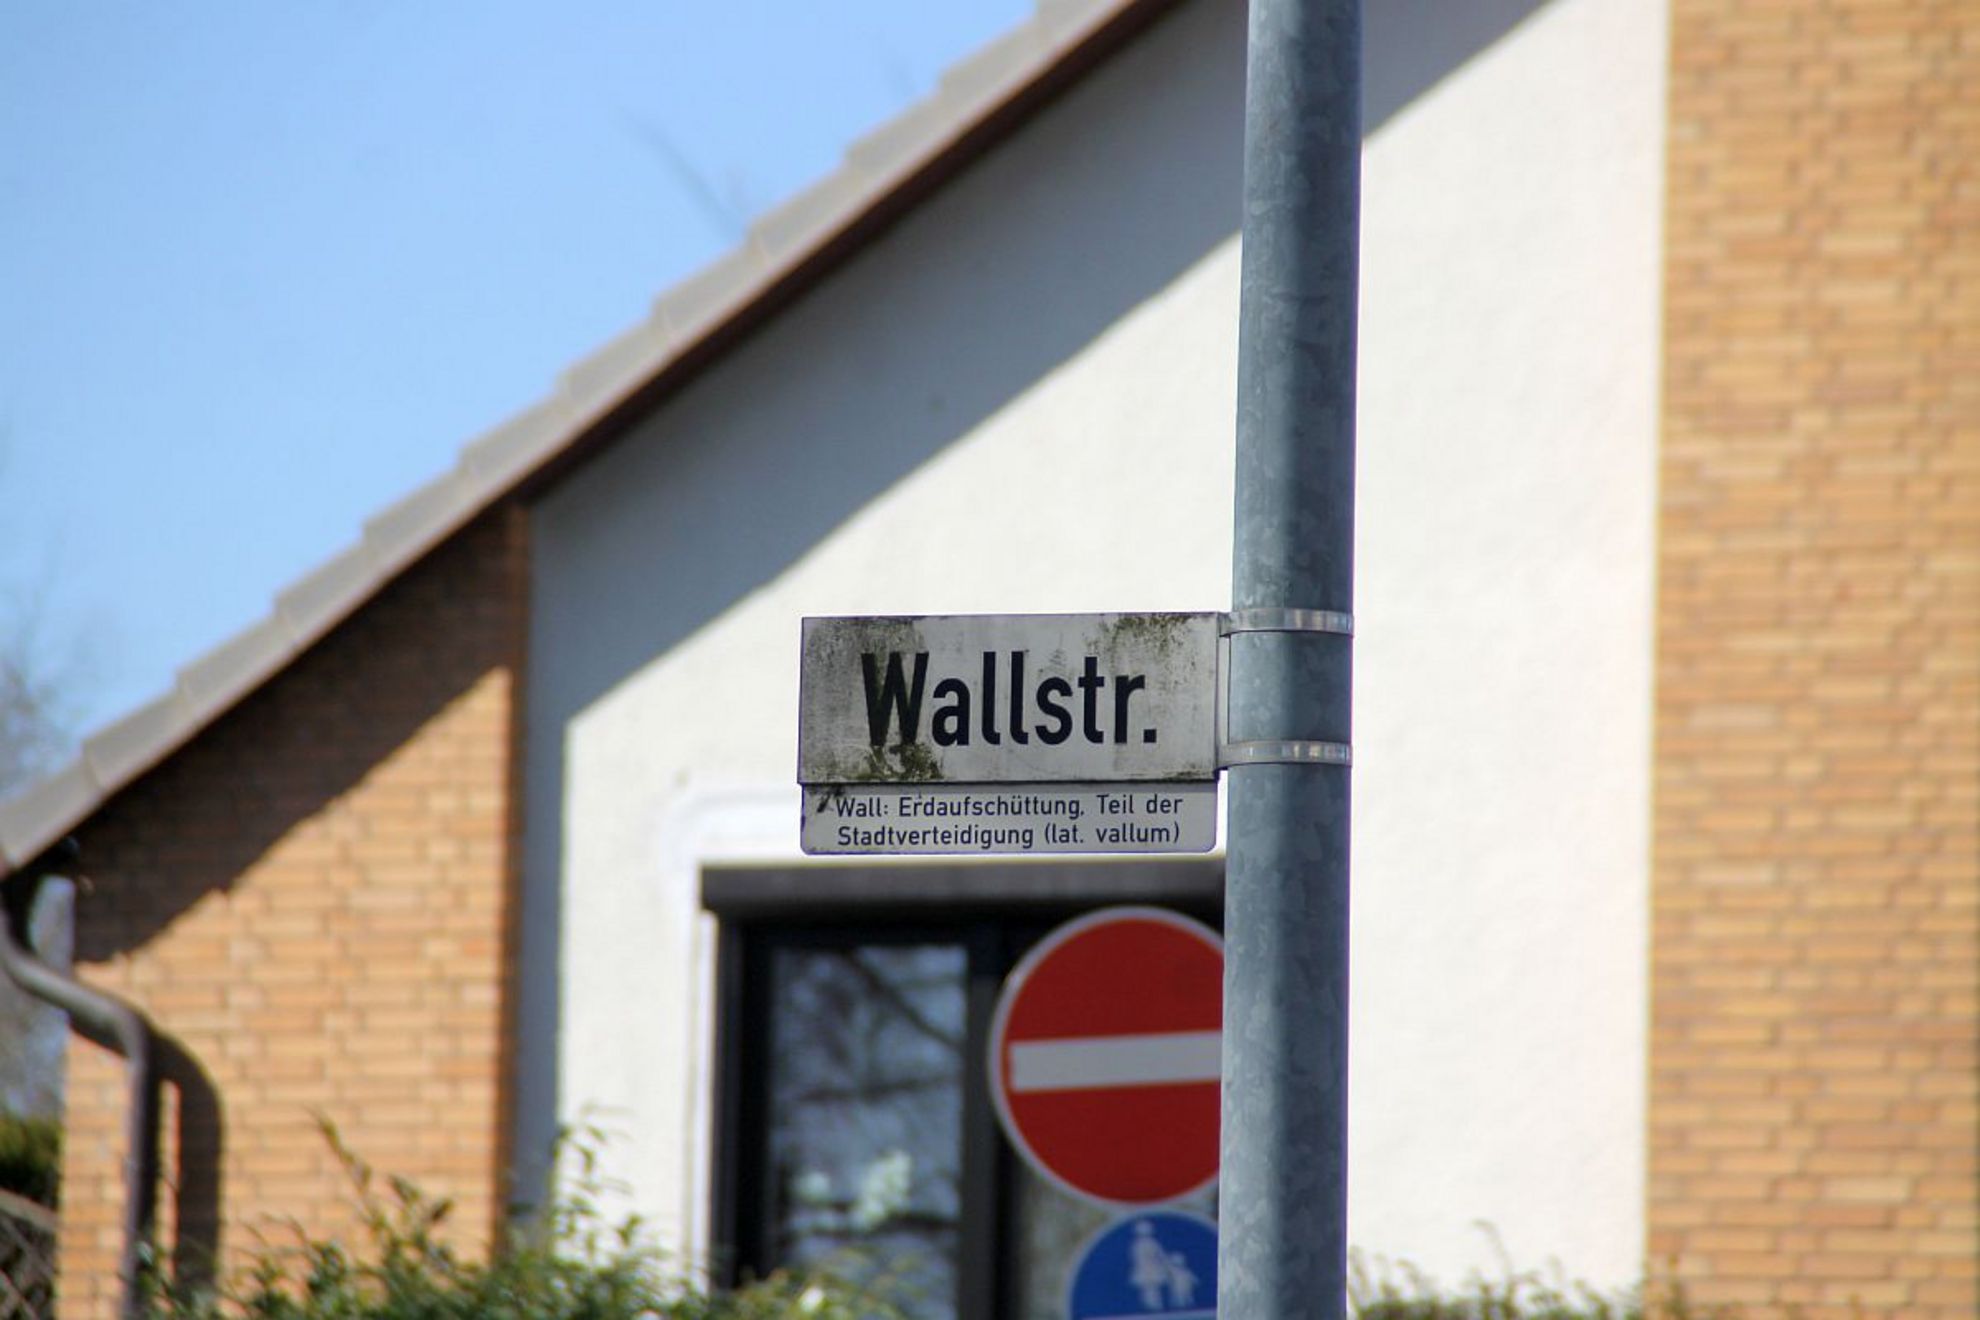 Wallstr.
Wall: Erdaufschüttung, Teil der
Stadtverteidigung (lat. vallum)